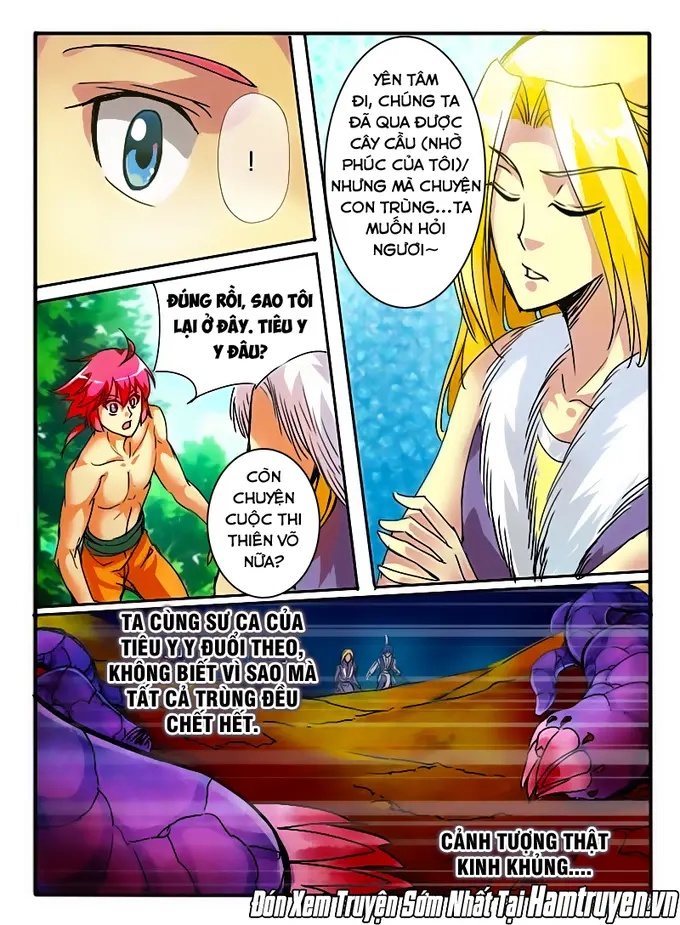 !
YÊN TÂM
ĐI, CHÚNG TA
ĐÃ QUA ĐƯỢC
CÂY CẦU (NHỜ
PHÚC CỦA TÔI)/
NHƯNG MÀ CHUYỆN
CON TRÙNG...TA
MUỐN HỎI
NGƯƠI~
ĐÚNG RỒI, SAO TÔI
LẠI Ở ĐÂY. TIÊU Y
Y ĐÂU?
CÒN
CHUYỆN
CUỘC THI
THIÊN VÕ
NỮA?
TA CÙNG SƯ CA CỦA
TIÊU Y Y ĐUỔI THEO,
KHÔNG BIẾT VÌ SAO MÀ
TẤT CẢ TRÙNG ĐỀU
CHẾT HẾT.
CẢNH TƯỢNG THẬT
KINH KHỦNG....
Đón Xem Truyện Sớm Nhất Tại Hamtruyen.vn